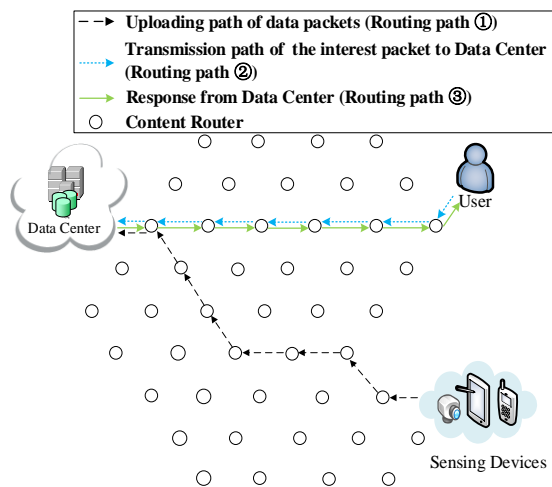 Uploading path of data packets (Routing path ①)
Transmission path of the interest packet to Data Center
(Routing path ②)
Response from Data Center (Routing path ③)
Content Router
User
Data Center
Sensing Devices